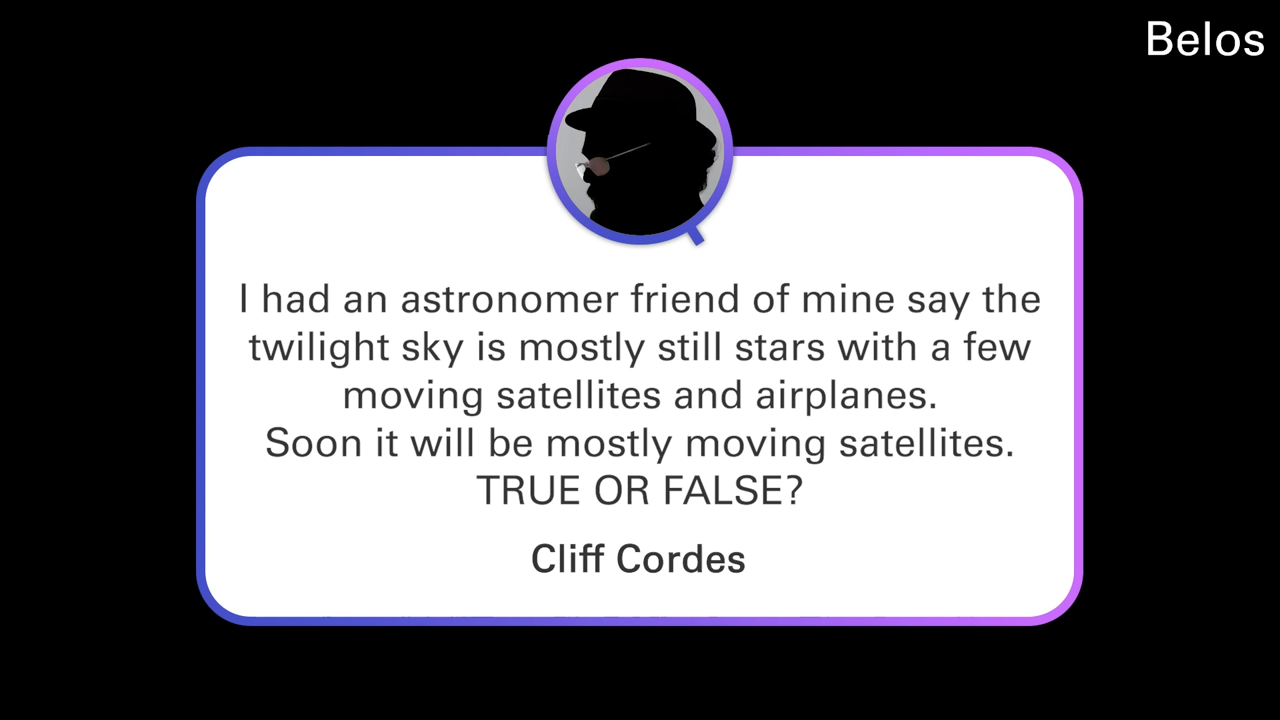 Belos
I had an astronomer friend of mine say the
twilight sky is mostly still stars with a few
moving satellites and airplanes.
Soon it will be mostly moving satellites.
TRUE OR FALSE?
Cliff Cordes